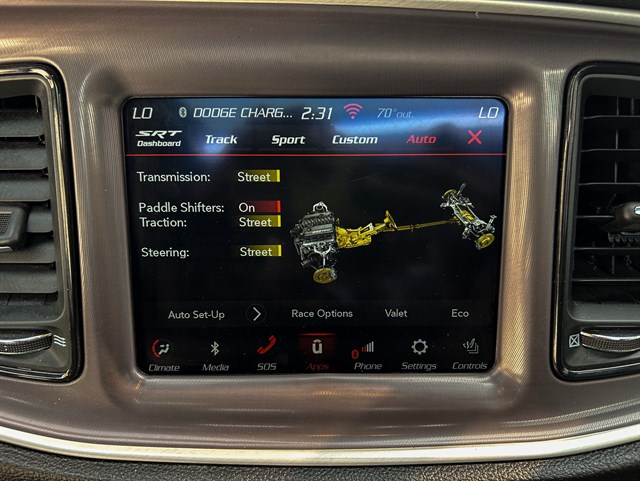 LO DODGE CHARG... 2:31 70°out. LO
SRT Dashboard Track Sport Custom Auto X
Transmission: Street
Paddle Shifters: On
Traction: Street
Steering: Street
Auto Set-Up > Race Options Valet Eco
Climate Media SOS Apps Phone Settings Controls